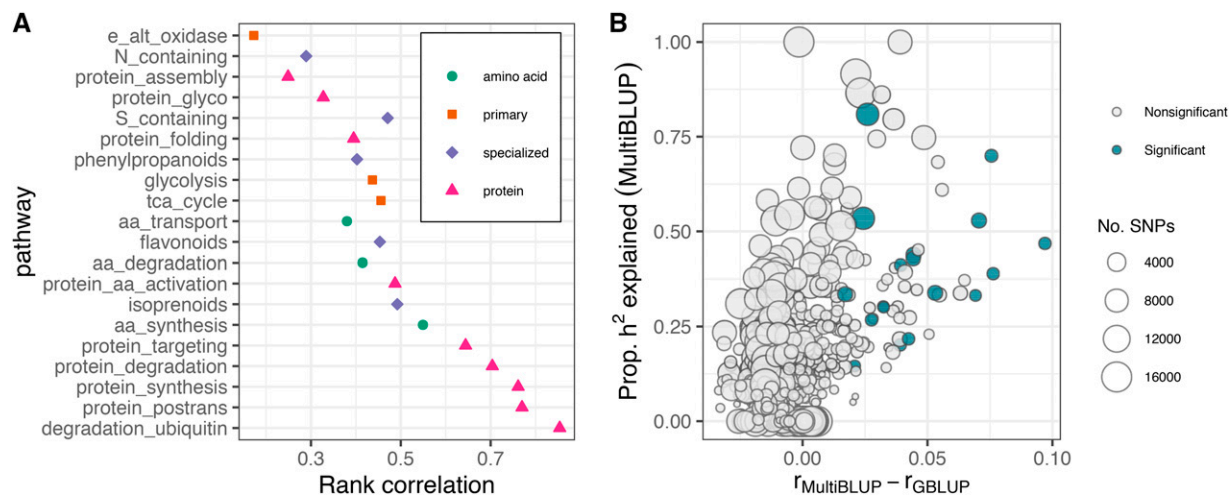 A
pathway
e_alt_oxidase
N_containing
protein_assembly
protein_glyco
S_containing
protein_folding
phenylpropanoids
glycolysis
tca_cycle
aa_transport
flavonoids
aa_degradation
protein_aa_activation
isoprenoids
aa_synthesis
protein_targeting
protein_degradation
protein_synthesis
protein_postrans
degradation_ubiquitin
amino acid
primary
specialized
protein
0.3 0.5 0.7
Rank correlation
B
Prop. h² explained (MultiBLUP)
1.00
0.75
0.50
0.25
0.00
0.00 0.05 0.10
rMultiBLUP − rGBLUP
Nonsignificant
Significant
No. SNPs
4000
8000
12000
16000